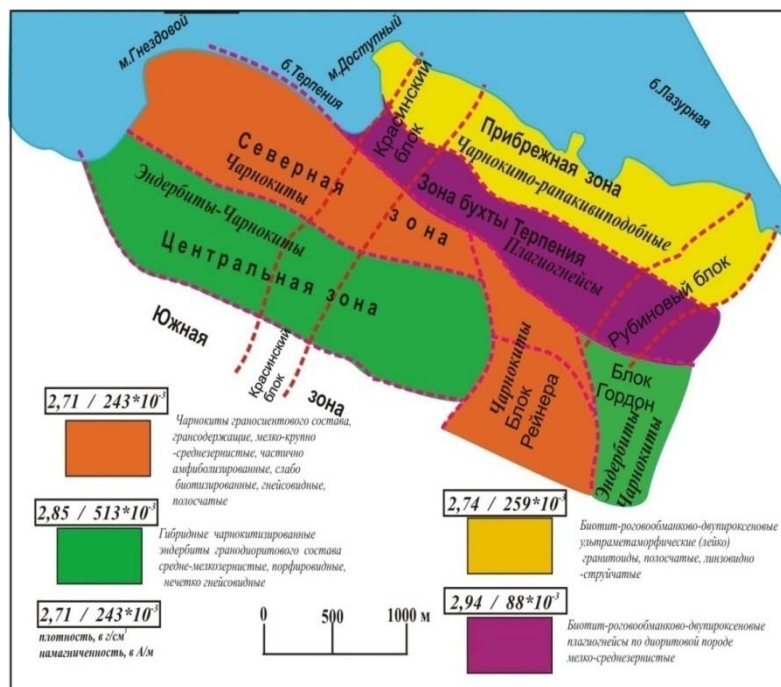 м.Гнездовой
б.Терпения
м.Доступный
б.Лазурная
Красинский
блок
Прибрежная зона
Чарнокито-рапакивиподобные
Северная
зона
Чарнокиты
Зона бухты Терпения
Плагиогнейсы
Эндербиты-Чарнокиты
Центральная зона
Рубиновый блок
Южная
зона
Красинский
блок
Чарнокиты
Блок
Рейнера
Блок
Гордон
Эндербиты
Чарнокиты
2,71 / 243*10⁻³
Чарнокиты граносиентового состава,
грансодержащие, мелко-крупно
-среднезернистые, частично
амфиболизированные, слабо
биотизированные, гнейсовидные,
полосчатые
2,85 / 513*10⁻³
Гибридные чарнокитизированные
эндербиты гранодиоритового состава
средне-мелкозернистые, порфировидные,
нечетко гнейсовидные
2,71 / 243*10⁻³
плотность, в г/см³
намагниченность, в А/м
0 500 1000 м
2,74 / 259*10⁻³
Биотит-роговообманково-двупироксеновые
ультраметаморфические (лейко)
гранитоиды, полосчатые, линзовидно
-струйчатые
2,94 / 88*10⁻³
Биотит-роговообманково-двупироксеновые
плагиогнейсы по диоритовой породе
мелко-среднезернистые